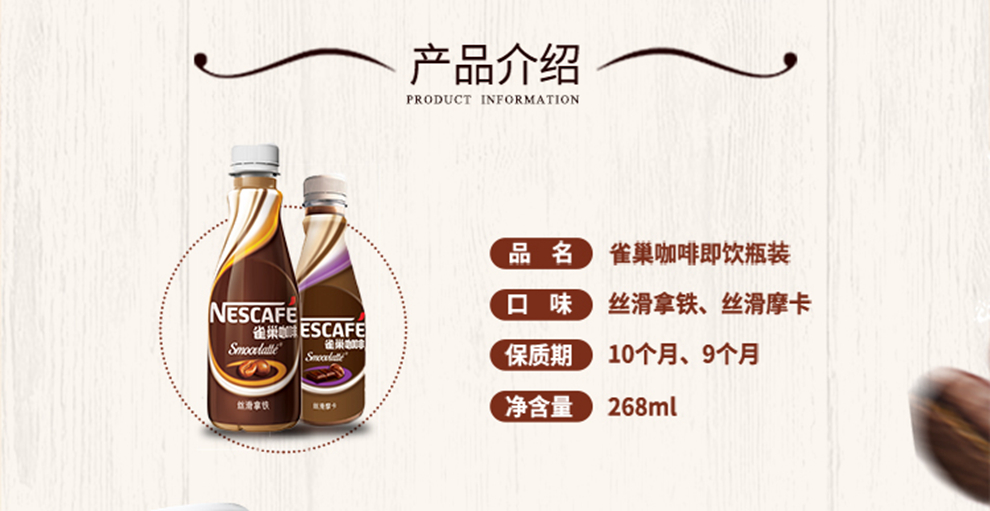 产品介绍
PRODUCT INFORMATION
品 名 雀巢咖啡即饮瓶装
口 味 丝滑拿铁、丝滑摩卡
保质期 10个月、9个月
净含量 268ml
NESCAFÉ
雀巢咖啡
Smoovlatté
丝滑拿铁
ESCAFÉ
雀巢咖啡
Smoovlatté
丝滑摩卡